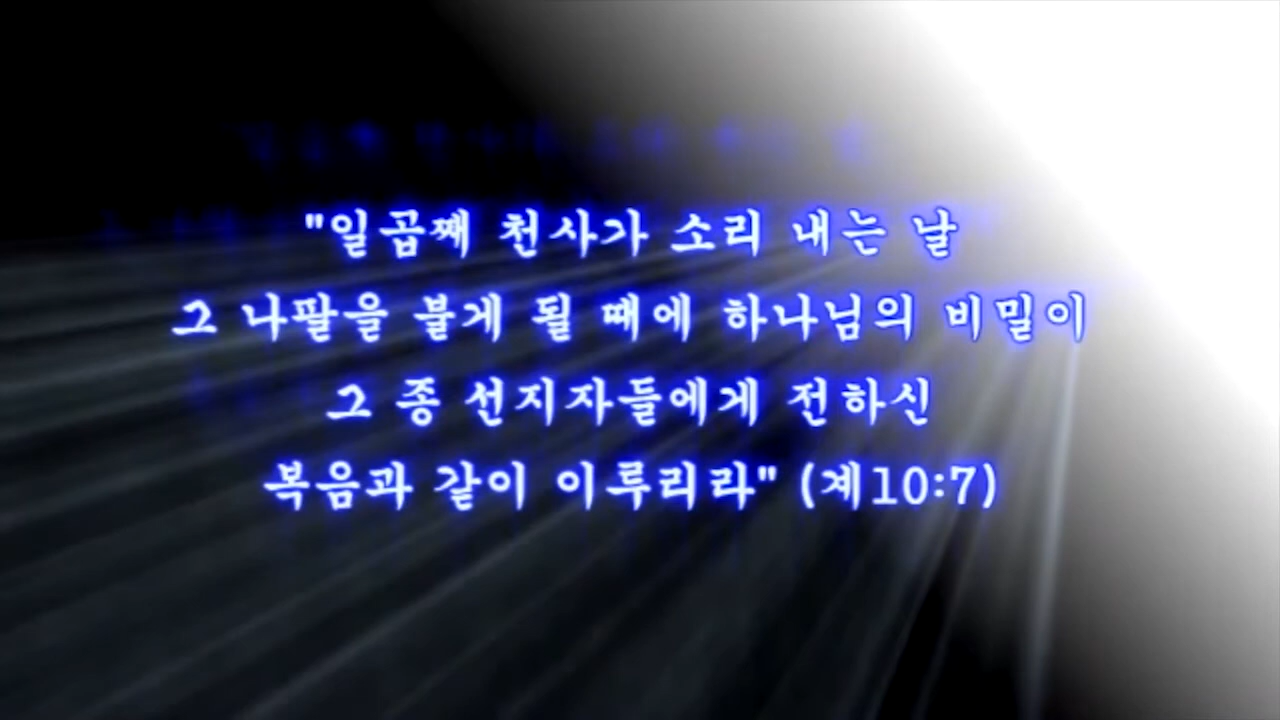 "일곱째 천사가 소리 내는 날
그 나팔을 불게 될 때에 하나님의 비밀이
그 종 선지자들에게 전하신
복음과 같이 이루리라" (계10:7)